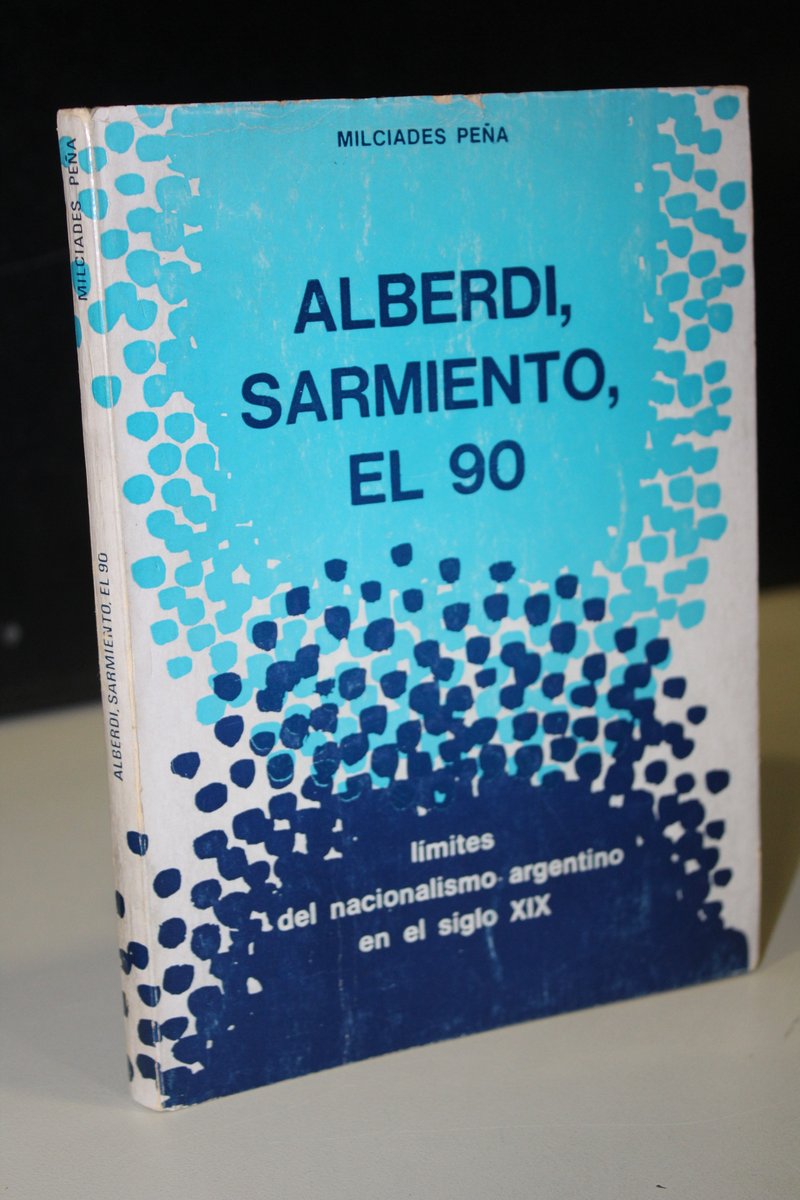 MILCIADES PEÑA
ALBERDI,
SARMIENTO,
EL 90
límites
del nacionalismo argentino
en el siglo XIX
MILCIADES PEÑA
ALBERDI, SARMIENTO, EL 90